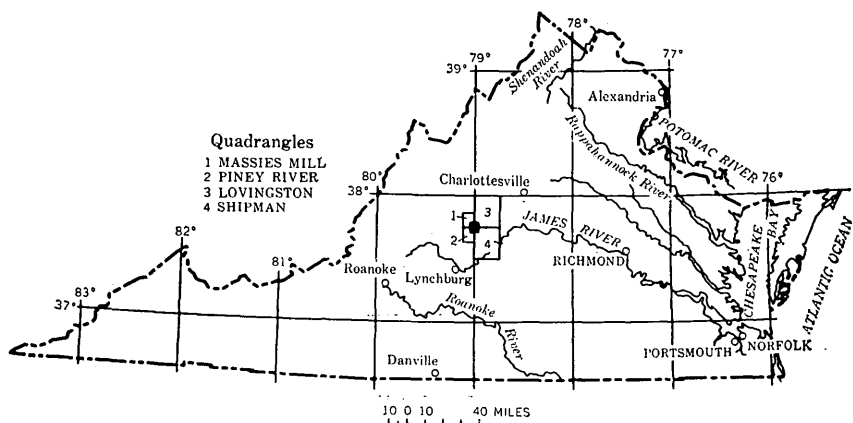 78°
79°
77°
39°
Shenandoah
River
Alexandria
Quadrangles
1 MASSIES MILL
2 PINEY RIVER
3 LOVINGSTON
4 SHIPMAN
POTOMAC RIVER
Rappahannock River
80°
38°
Charlottesville
76°
1
3
2
4
JAMES RIVER
RICHMOND
CHESAPEAKE
BAY
ATLANTIC OCEAN
82°
81°
Roanoke
Lynchburg
83°
37°
Roanoke
River
PORTSMOUTH
NORFOLK
Danville
10 0 10 40 MILES